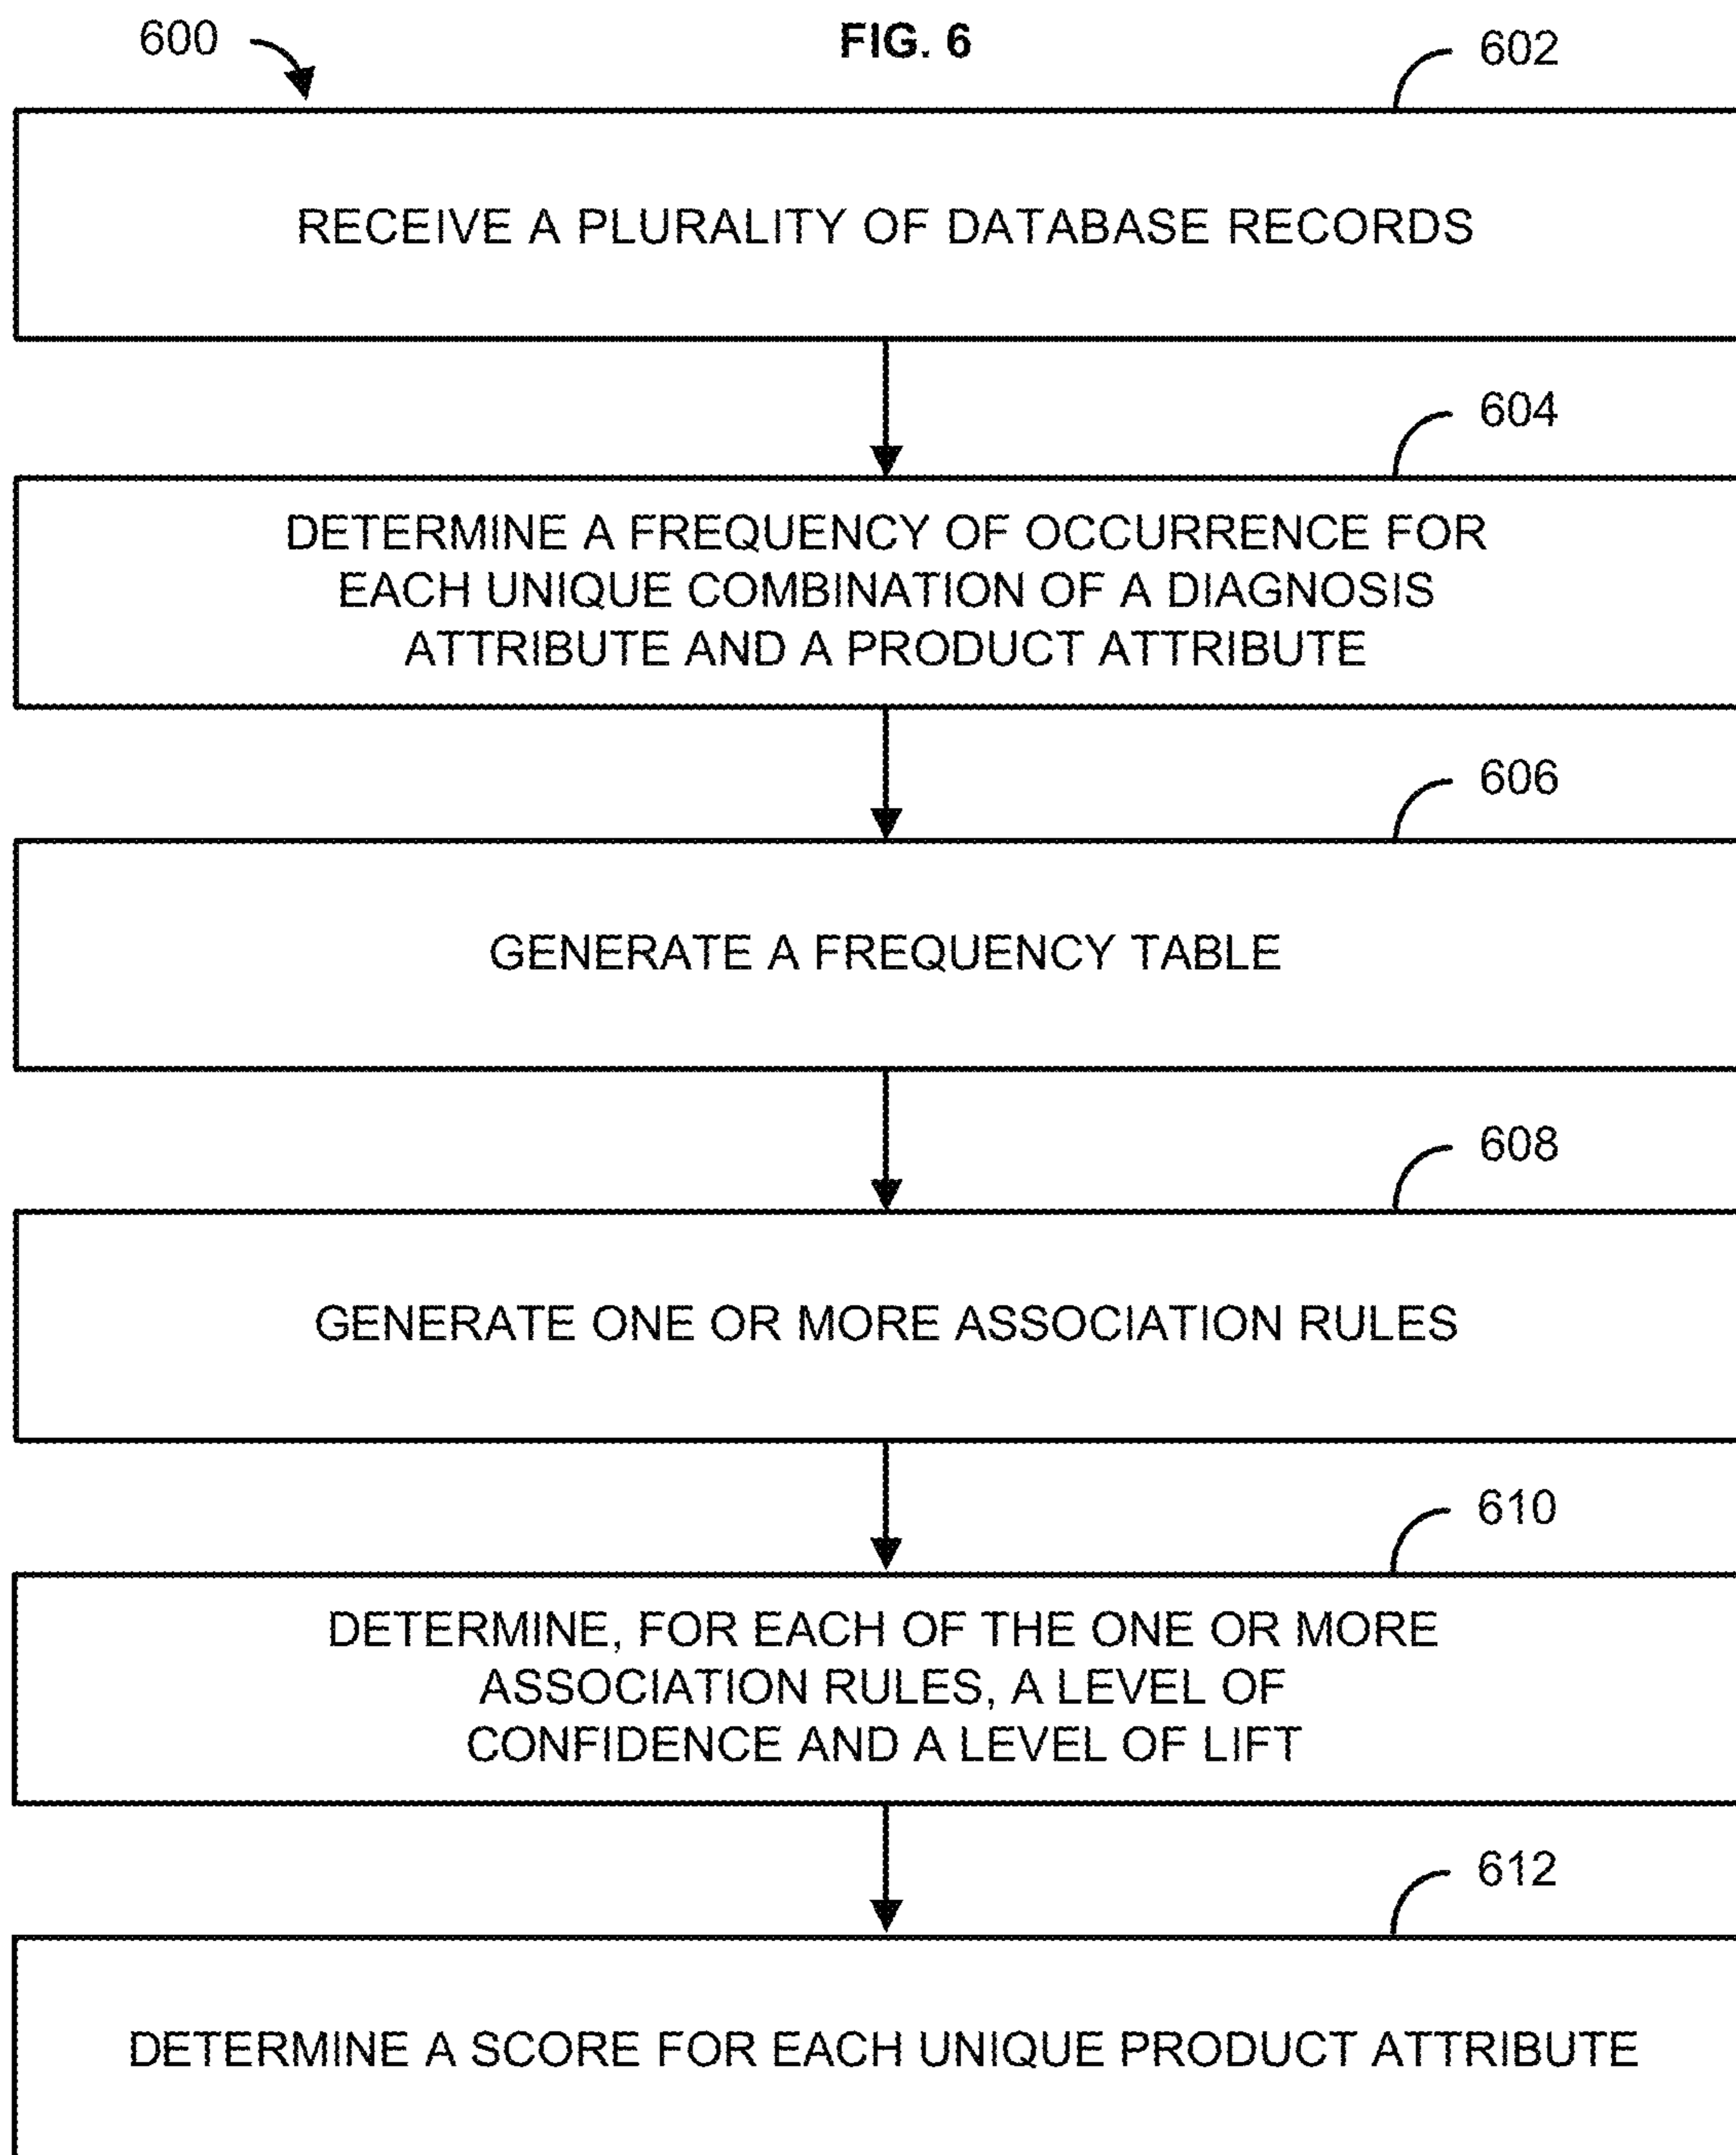 600
FIG. 6
602
RECEIVE A PLURALITY OF DATABASE RECORDS
604
DETERMINE A FREQUENCY OF OCCURRENCE FOR
EACH UNIQUE COMBINATION OF A DIAGNOSIS
ATTRIBUTE AND A PRODUCT ATTRIBUTE
606
GENERATE A FREQUENCY TABLE
608
GENERATE ONE OR MORE ASSOCIATION RULES
610
DETERMINE, FOR EACH OF THE ONE OR MORE
ASSOCIATION RULES, A LEVEL OF
CONFIDENCE AND A LEVEL OF LIFT
612
DETERMINE A SCORE FOR EACH UNIQUE PRODUCT ATTRIBUTE